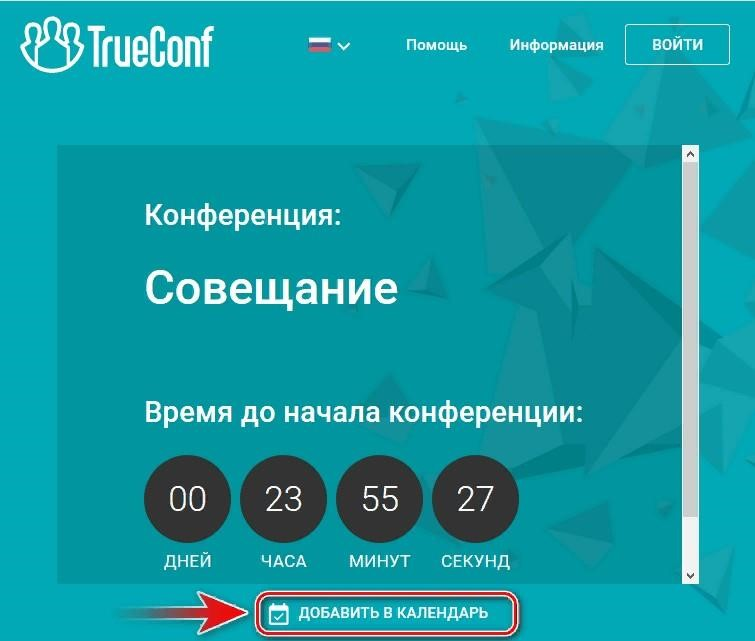 TrueConf
Помощь Информация ВОЙТИ
Конференция:
Совещание
Время до начала конференции:
00 23 55 27
ДНЕЙ ЧАСА МИНУТ СЕКУНД
ДОБАВИТЬ В КАЛЕНДАРЬ